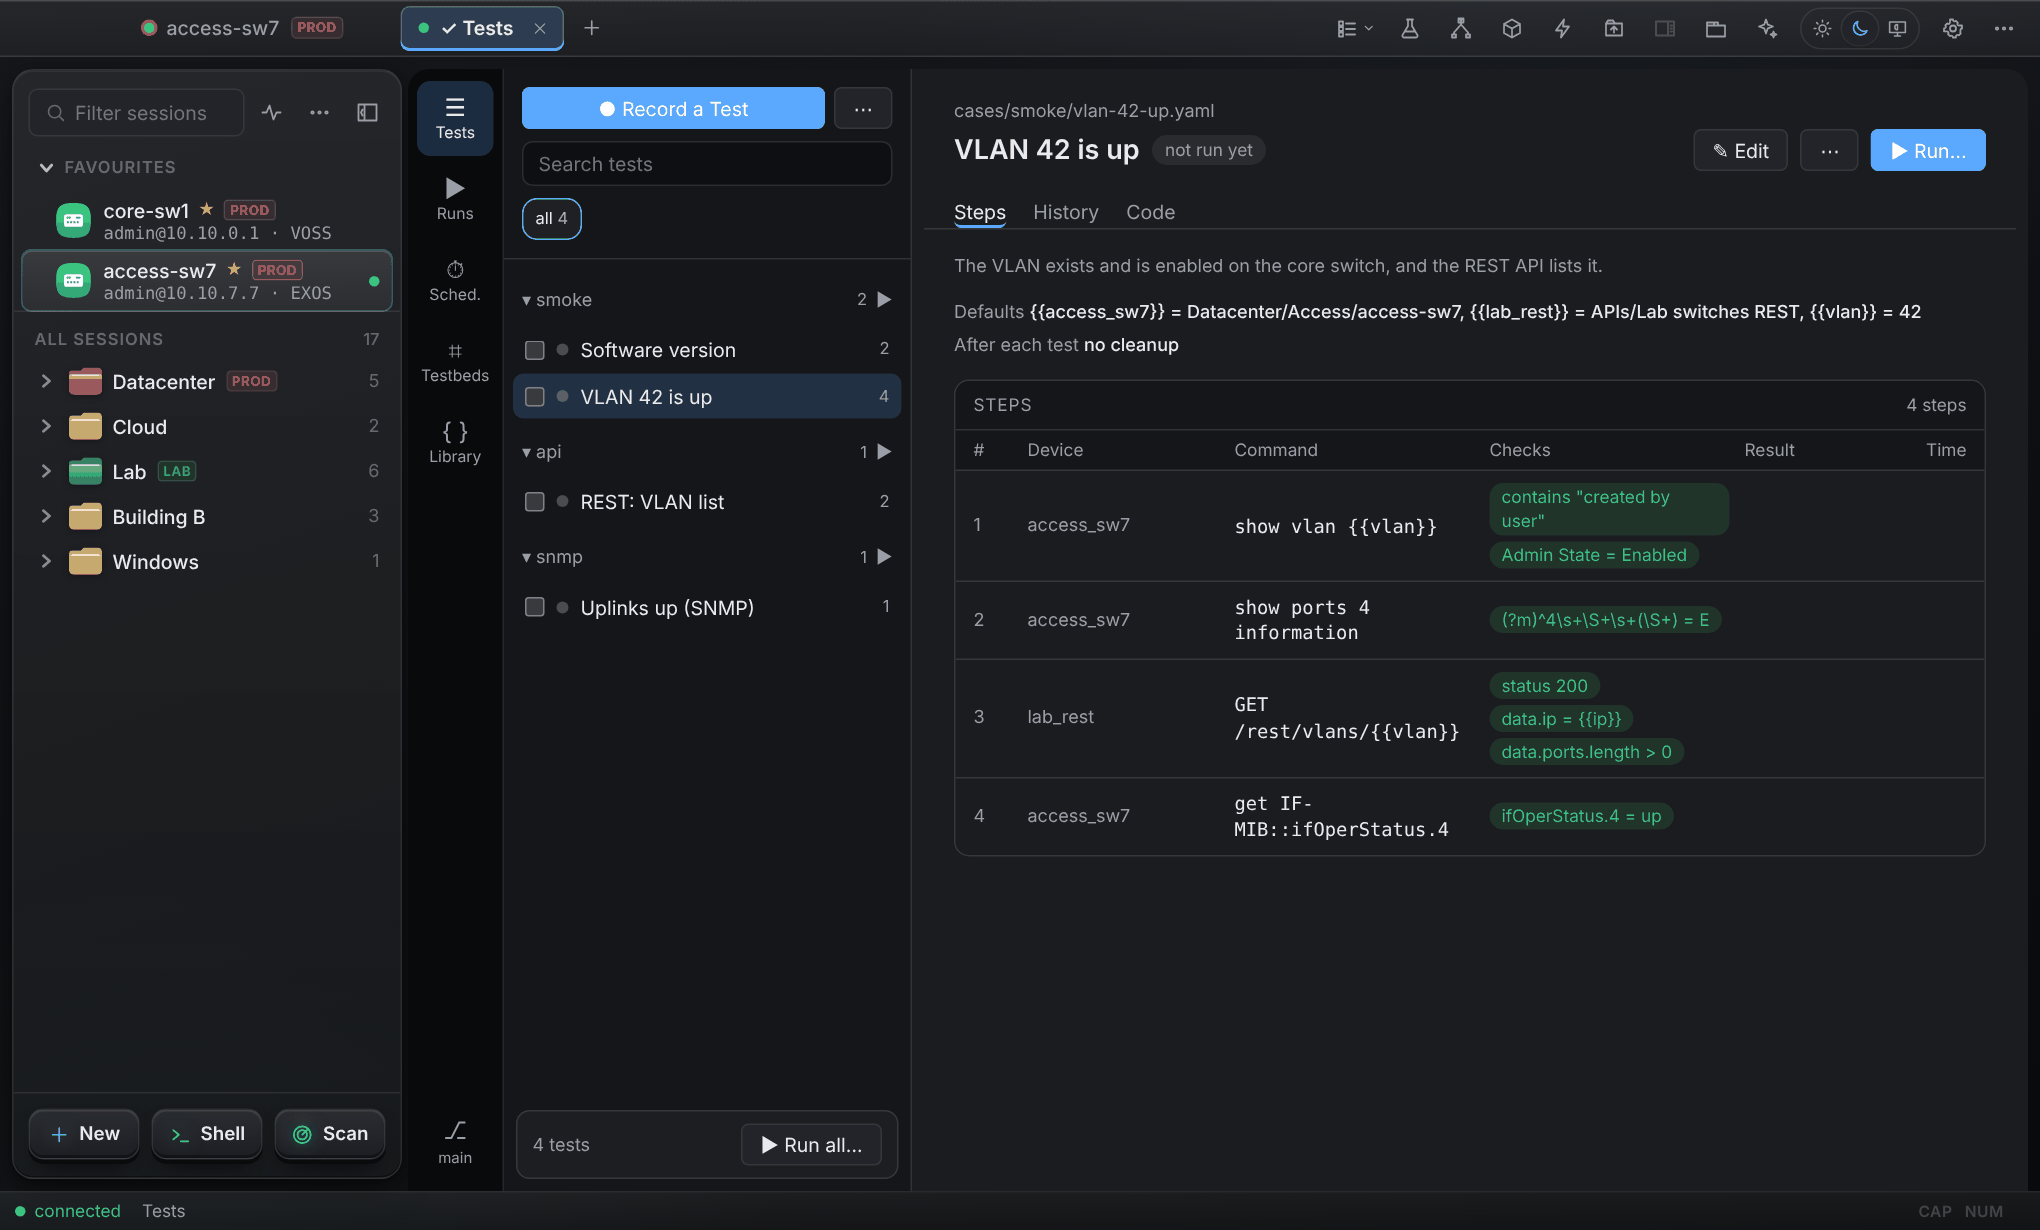 access-sw7 PROD
✓ Tests ×
Filter sessions
FAVOURITES
core-sw1 ★ PROD
admin@10.10.0.1 · VOSS
access-sw7 ★ PROD
admin@10.10.7.7 · EXOS
ALL SESSIONS 17
Datacenter PROD 5
Cloud 2
Lab LAB 6
Building B 3
Windows 1
+ New
>_ Shell
Scan
Tests
Runs
Sched.
Testbeds
{ } Library
main
Record a Test
...
Search tests
all 4
▾ smoke 2 ▶
Software version 2
VLAN 42 is up 4
▾ api 1 ▶
REST: VLAN list 2
▾ snmp 1 ▶
Uplinks up (SNMP) 1
4 tests
▶ Run all...
cases/smoke/vlan-42-up.yaml
VLAN 42 is up not run yet
✎ Edit
...
▶ Run...
Steps History Code
The VLAN exists and is enabled on the core switch, and the REST API lists it.
Defaults {{access_sw7}} = Datacenter/Access/access-sw7, {{lab_rest}} = APIs/Lab switches REST, {{vlan}} = 42
After each test no cleanup
STEPS 4 steps
# Device Command Checks Result Time
1 access_sw7 show vlan {{vlan}}
contains "created by
user"
Admin State = Enabled
2 access_sw7
show ports 4
information
(?m)^4\s+\S+\s+(\S+) = E
3 lab_rest
GET
/rest/vlans/{{vlan}}
status 200
data.ip = {{ip}}
data.ports.length > 0
4 access_sw7
get IF-
MIB::ifOperStatus.4
ifOperStatus.4 = up
connected Tests
CAP NUM